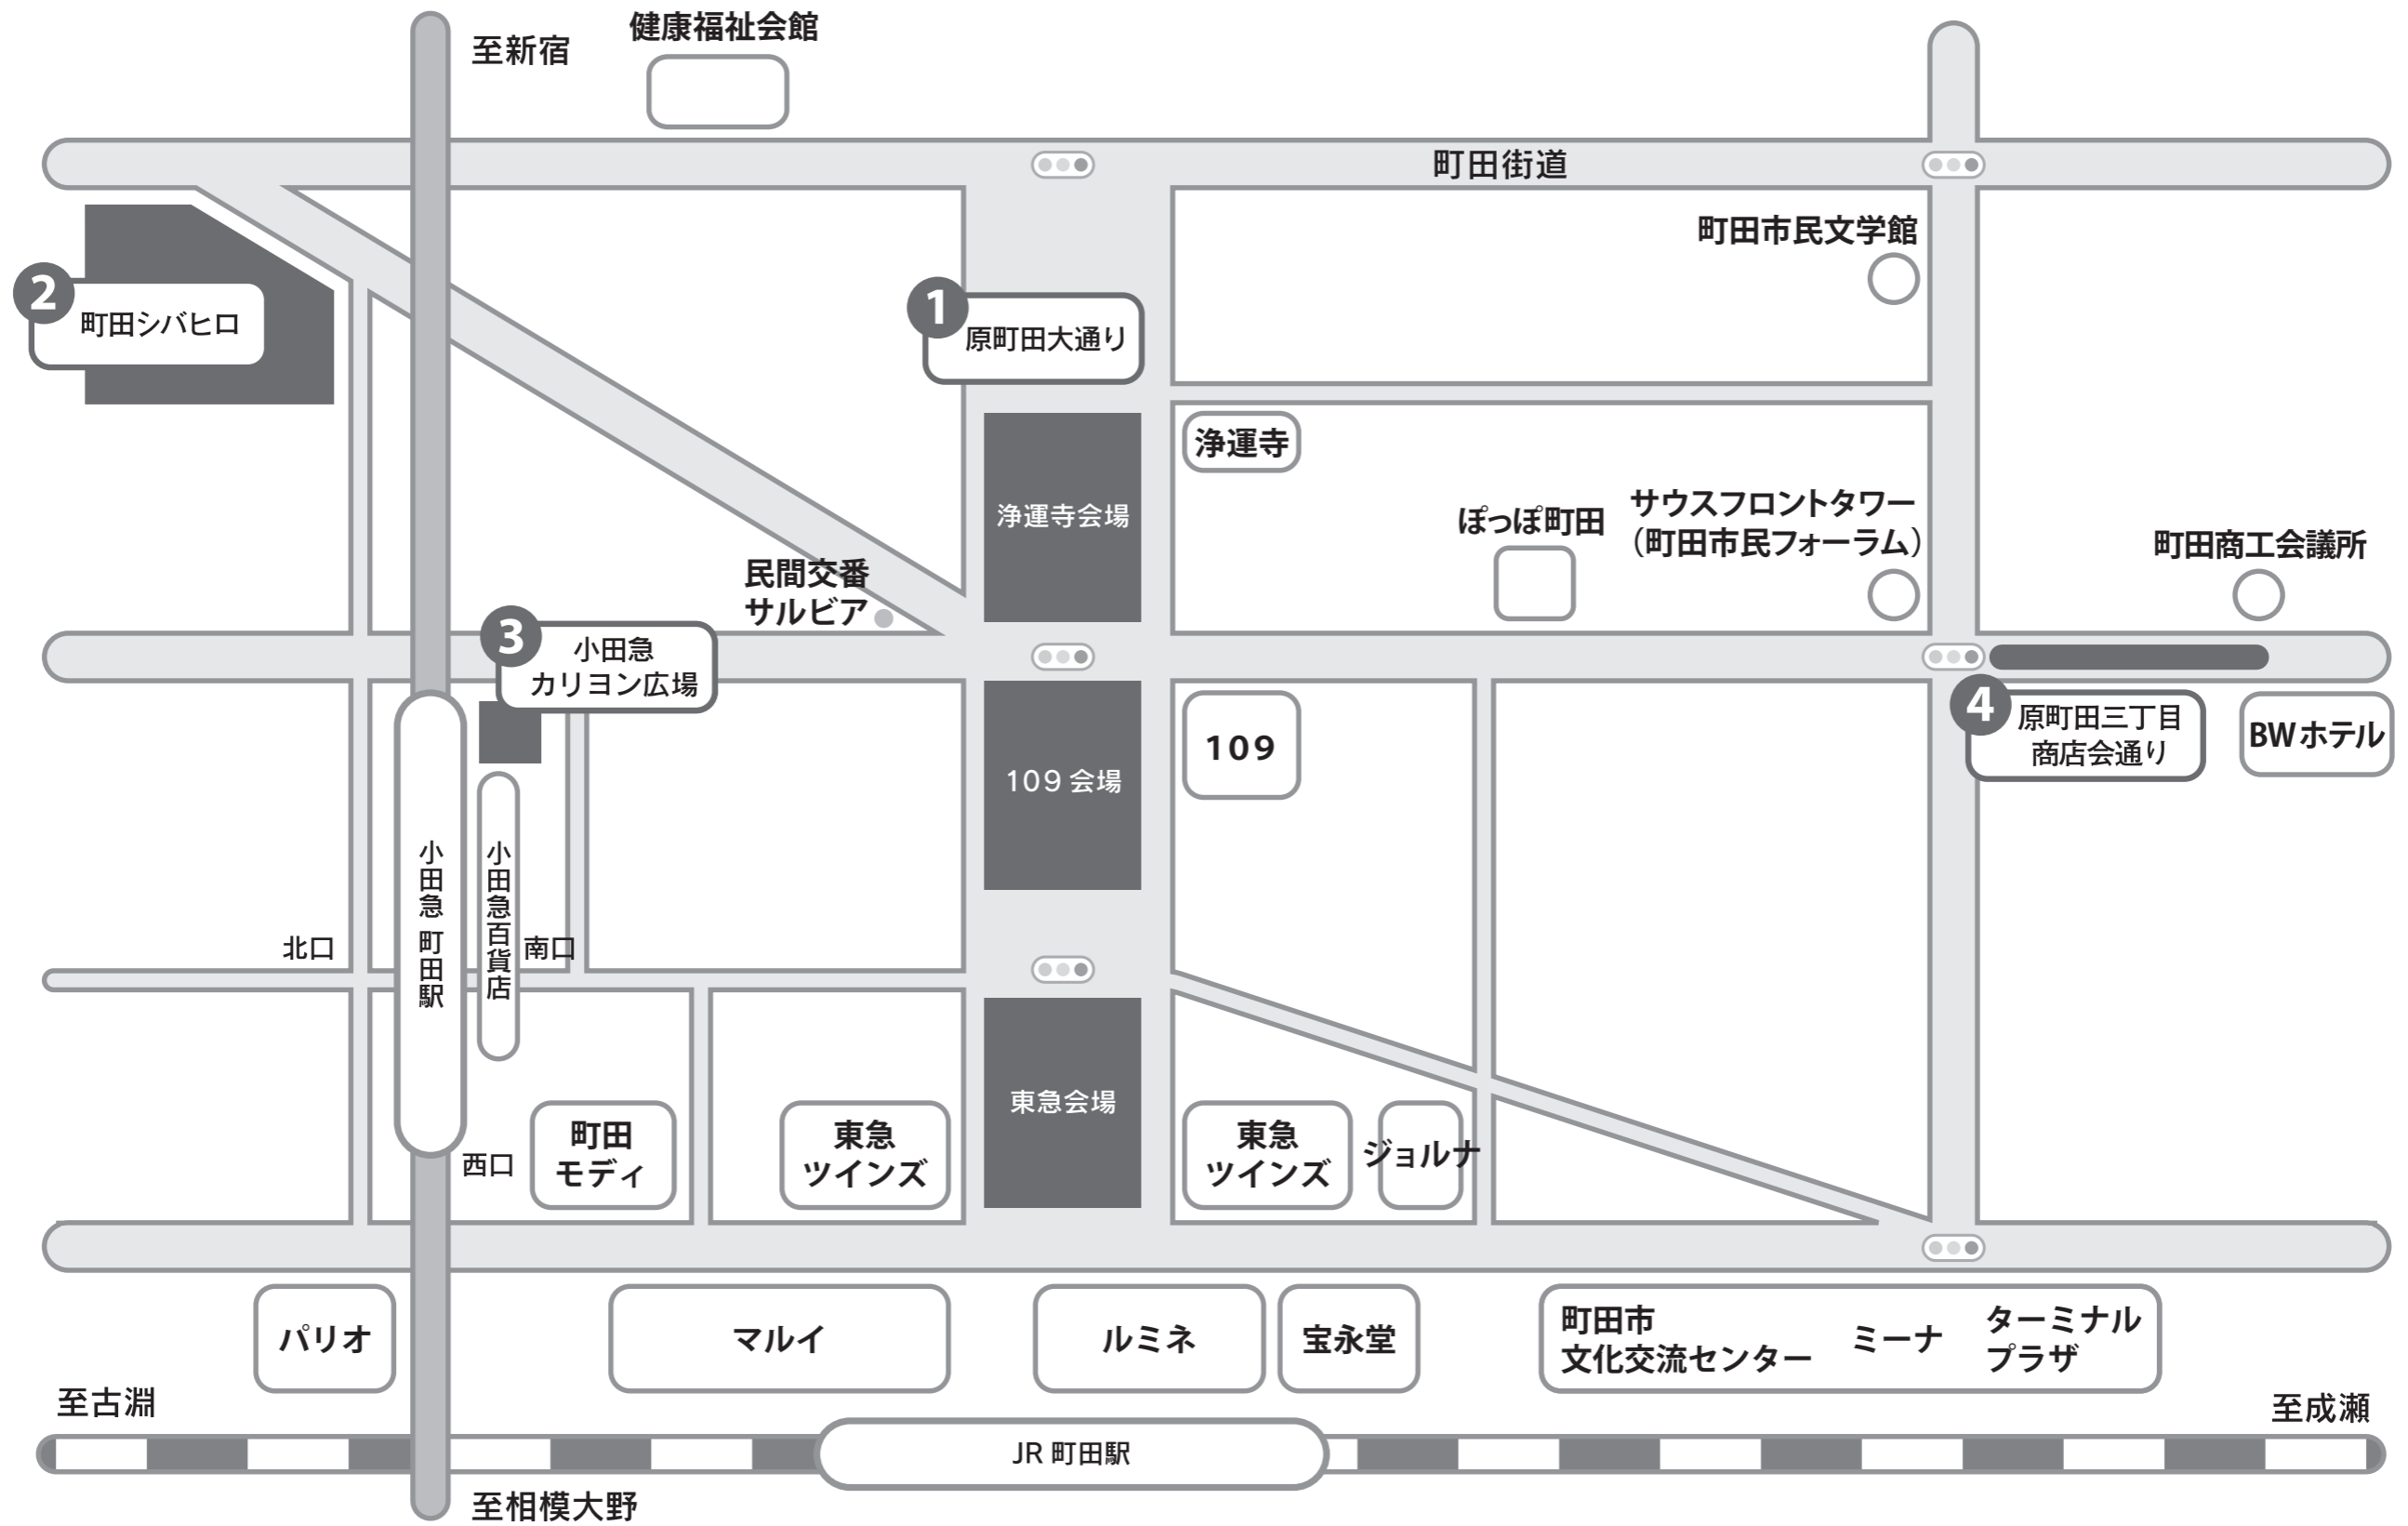 至新宿
健康福祉会館
町田街道
町田市民文学館
2
町田シバヒロ
1
原町田大通り
浄運寺
浄運寺会場
ぽっぽ町田
サウスフロントタワー
（町田市民フォーラム）
町田商工会議所
民間交番
サルビア
3
小田急
カリヨン広場
4
原町田三丁目
商店会通り
BWホテル
109
109 会場
小田急 町田駅
小田急百貨店
北口
南口
東急会場
町田
モディ
東急
ツインズ
東急
ツインズ
ジョルナ
西口
パリオ
マルイ
ルミネ
宝永堂
町田市
文化交流センター
ミーナ
ターミナル
プラザ
至古淵
至成瀬
JR 町田駅
至相模大野